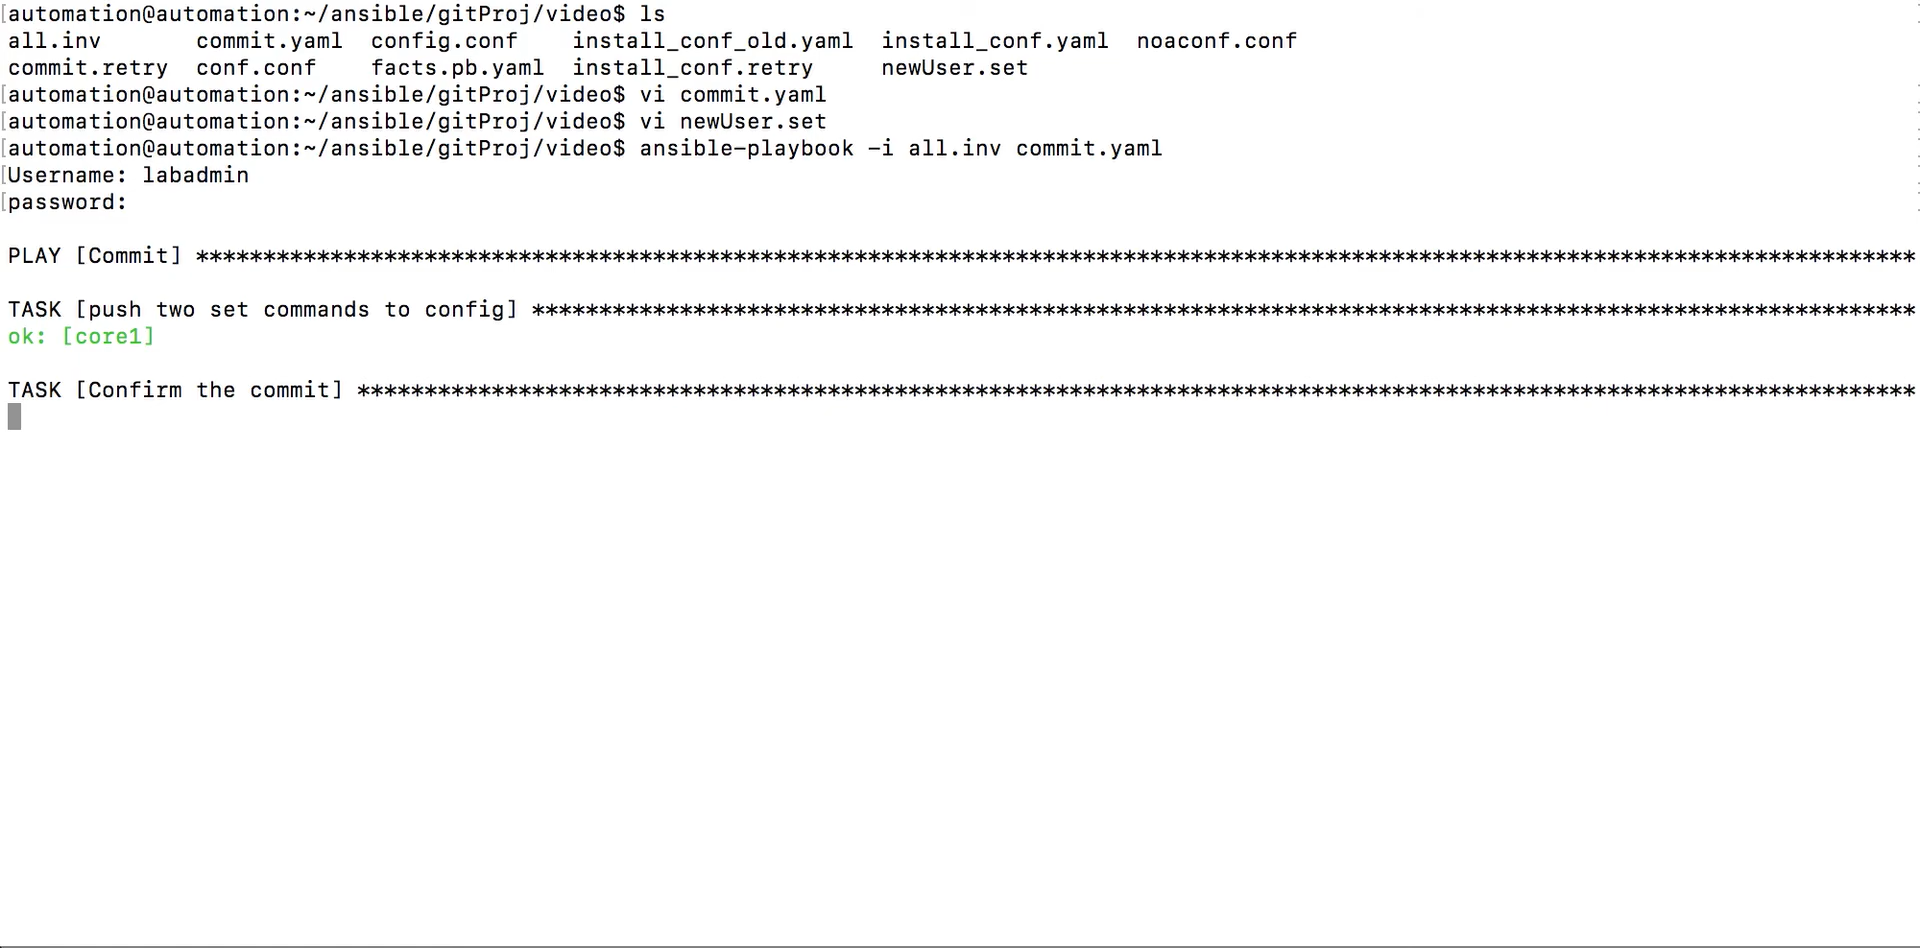 [automation@automation:~/ansible/gitProj/video$ ls
all.inv       commit.yaml  config.conf    install_conf_old.yaml  install_conf.yaml  noaconf.conf
commit.retry  conf.conf    facts.pb.yaml  install_conf.retry     newUser.set
[automation@automation:~/ansible/gitProj/video$ vi commit.yaml
[automation@automation:~/ansible/gitProj/video$ vi newUser.set
[automation@automation:~/ansible/gitProj/video$ ansible-playbook -i all.inv commit.yaml
[Username: labadmin
[password:
PLAY [Commit] ********************************************************************************************************************************
TASK [push two set commands to config] *******************************************************************************************************
ok: [core1]
TASK [Confirm the commit] ********************************************************************************************************************